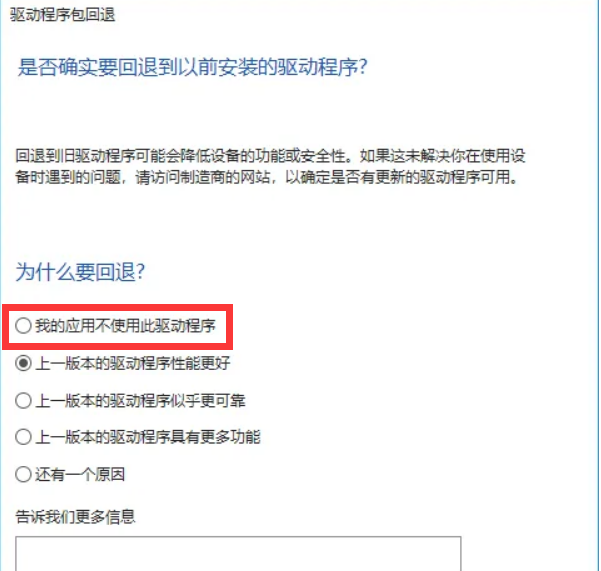 驱动程序包回退
是否确实要回退到以前安装的驱动程序?
回退到旧驱动程序可能会降低设备的功能或安全性。如果这未解决你在使用设
备时遇到的问题，请访问制造商的网站，以确定是否有更新的驱动程序可用。
为什么要回退?
我的应用不使用此驱动程序
上一版本的驱动程序性能更好
上一版本的驱动程序似乎更可靠
上一版本的驱动程序具有更多功能
还有一个原因
告诉我们更多信息